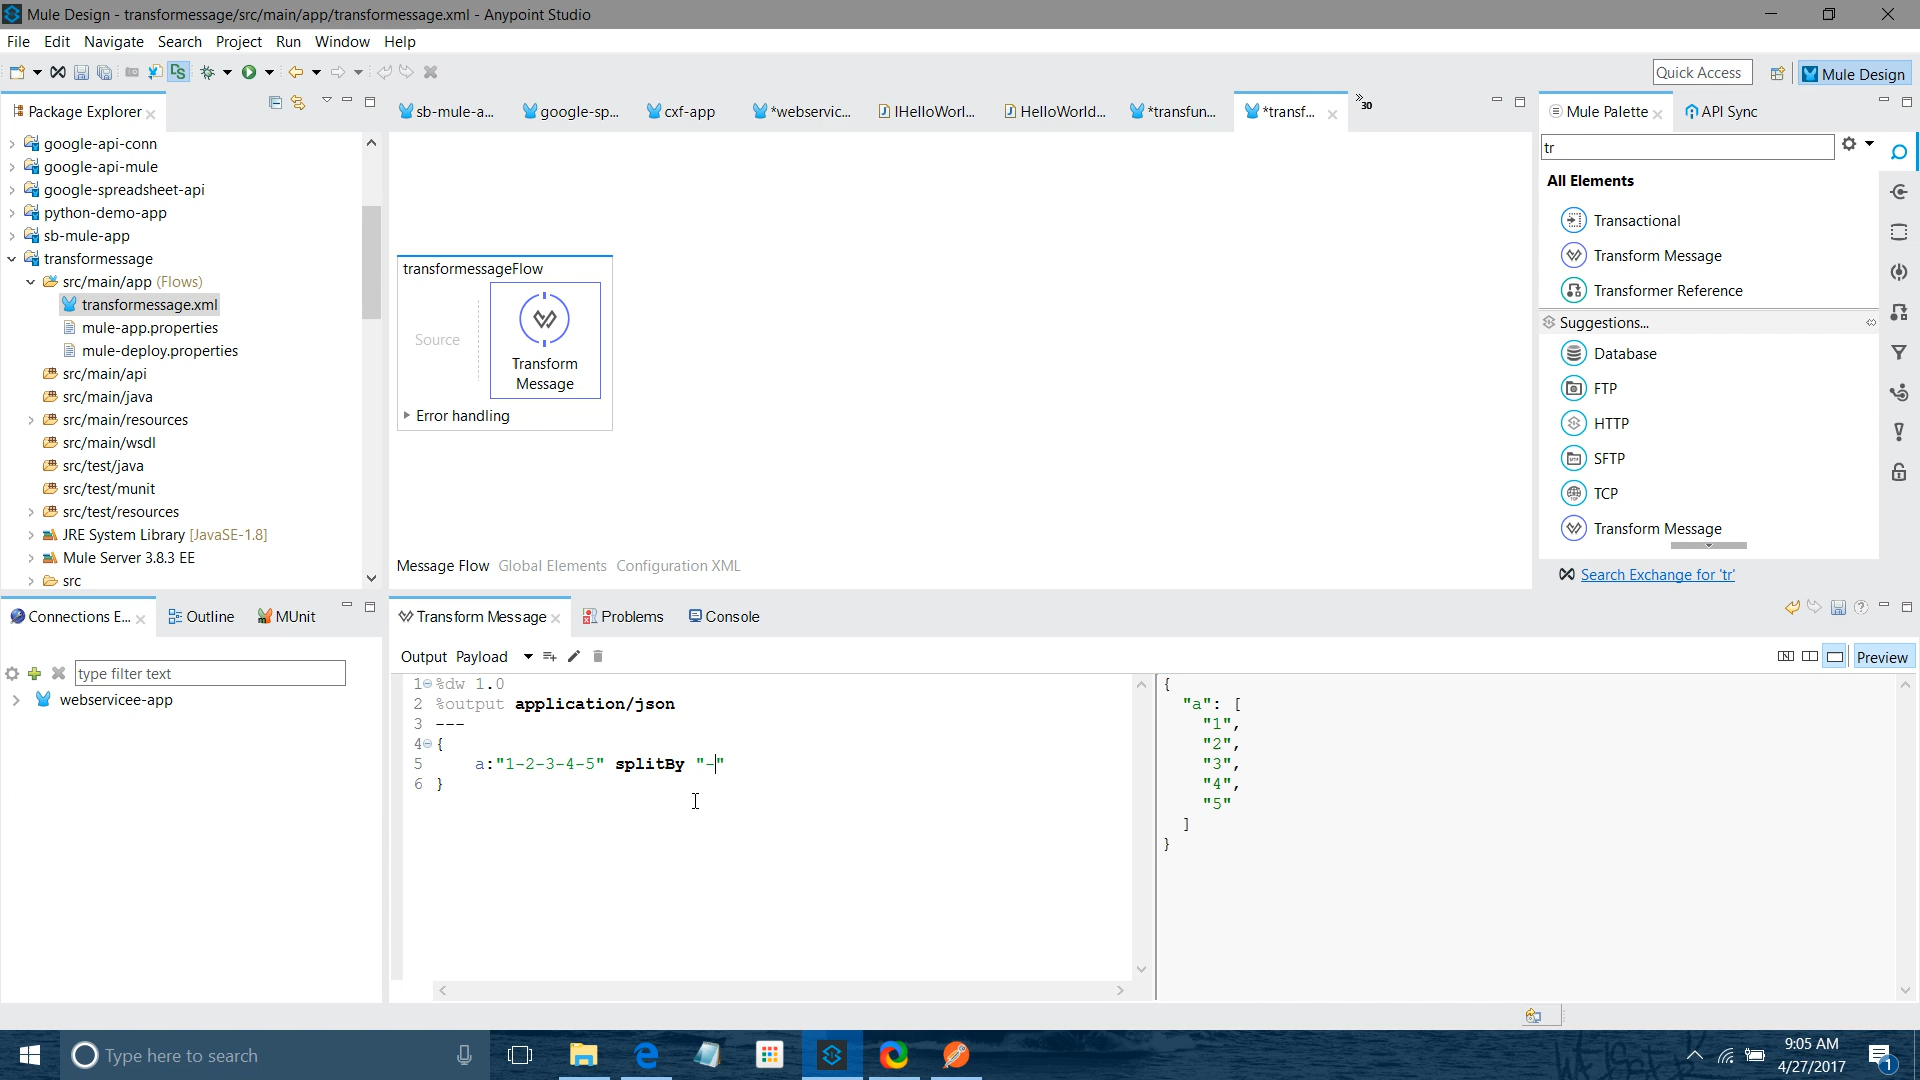 Mule Design - transformessage/src/main/app/transformessage.xml - Anypoint Studio
File Edit Navigate Search Project Run Window Help
Quick Access
Mule Design
Package Explorer
sb-mule-a...
google-sp...
cxf-app
*webservic...
IHelloWorl...
HelloWorld...
*transfun...
*transf...
30
Mule Palette
API Sync
google-api-conn
google-api-mule
google-spreadsheet-api
python-demo-app
sb-mule-app
transformessage
src/main/app (Flows)
transformessage.xml
mule-app.properties
mule-deploy.properties
src/main/api
src/main/java
src/main/resources
src/main/wsdl
src/test/java
src/test/munit
src/test/resources
JRE System Library [JavaSE-1.8]
Mule Server 3.8.3 EE
src
transformessageFlow
Source
Transform
Message
Error handling
Message Flow Global Elements Configuration XML
tr
All Elements
Transactional
Transform Message
Transformer Reference
Suggestions...
Database
FTP
HTTP
SFTP
TCP
Transform Message
Search Exchange for 'tr'
Connections E...
Outline
MUnit
type filter text
webservicee-app
Transform Message
Problems
Console
Output Payload
Preview
1 %dw 1.0
2 %output application/json
3 ---
4 {
5 a:"1-2-3-4-5" splitBy "-"
6 }
{
"a": [
"1",
"2",
"3",
"4",
"5"
]
}
Type here to search
9:05 AM
4/27/2017
1